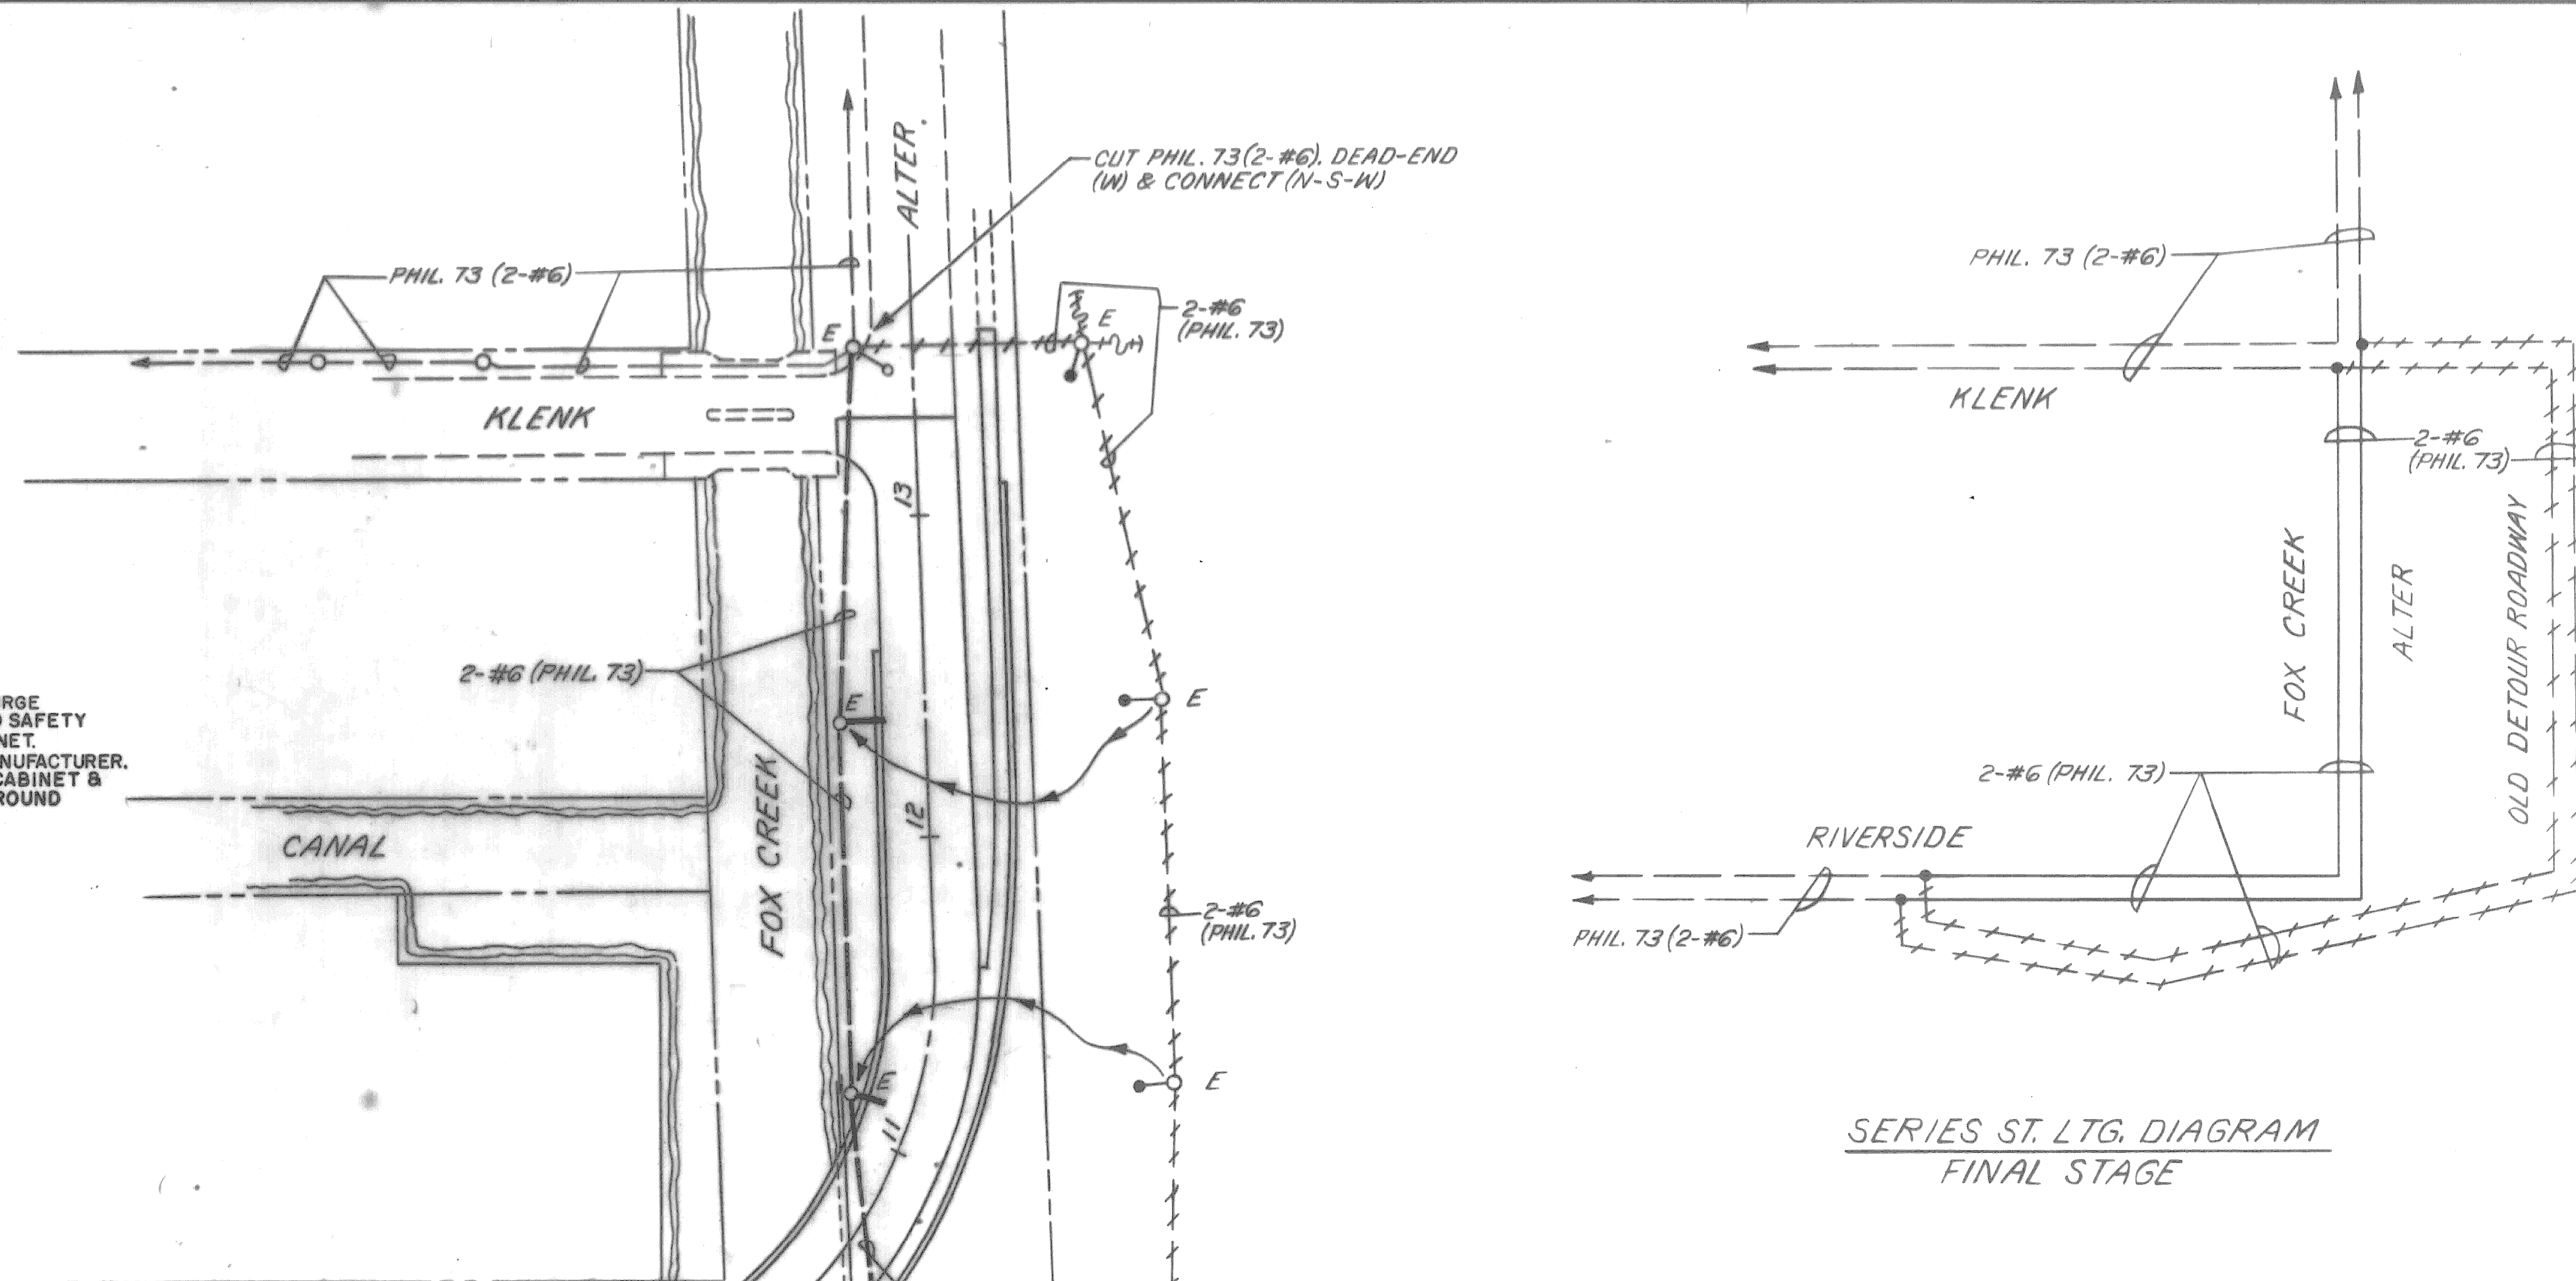 ALTER.
CUT PHIL. 73 (2-#6). DEAD-END
(W) & CONNECT (N-S-W)
PHIL. 73 (2-#6)
E
E
2-#6
(PHIL. 73)
KLENK
13
2-#6 (PHIL. 73)
E
E
RGE
SAFETY
NET.
NUFACTURER.
CABINET &
ROUND
CANAL
FOX CREEK
12
2-#6
(PHIL. 73)
E
E
11
PHIL. 73 (2-#6)
KLENK
2-#6
(PHIL. 73)
FOX CREEK
ALTER
OLD DETOUR ROADWAY
2-#6 (PHIL. 73)
RIVERSIDE
PHIL. 73 (2-#6)
SERIES ST. LTG. DIAGRAM
FINAL STAGE